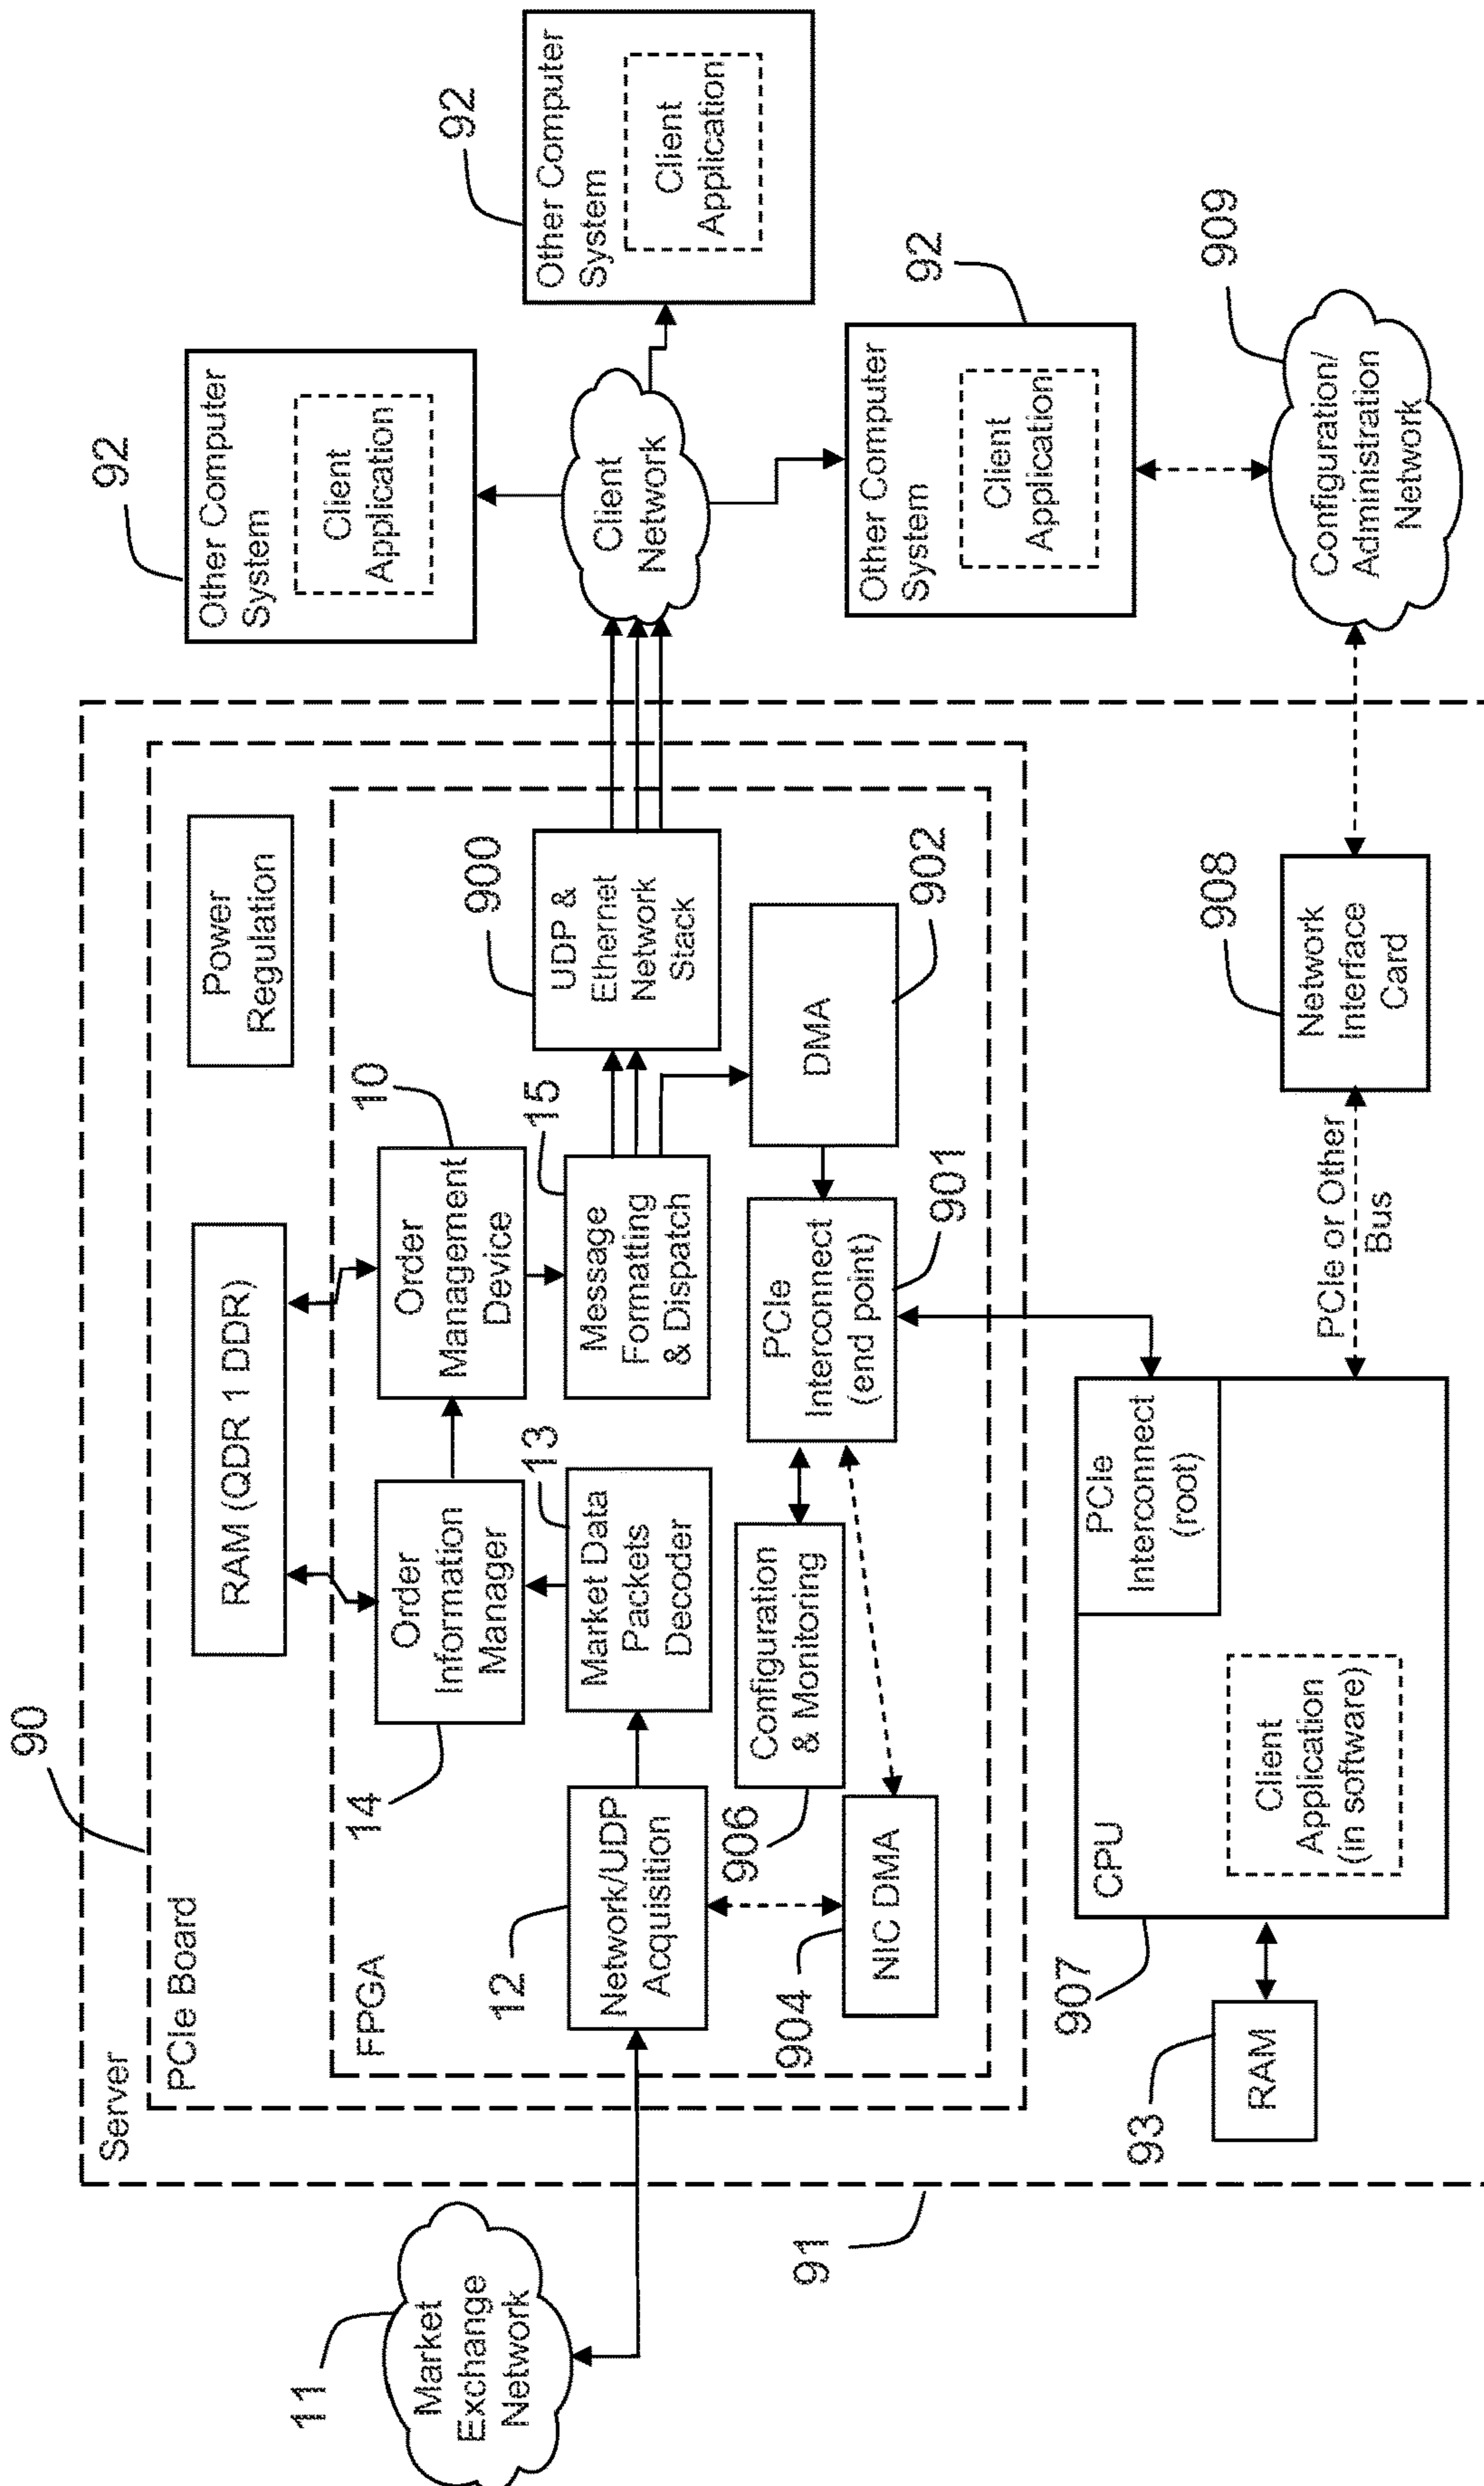 90
Server
PCIe Board
RAM (QDR 1 DDR)
Power
Regulation
FPGA
14
Order
Information
Manager
10
Order
Management
Device
11
Market
Exchange
Network
12
Network/UDP
Acquisition
13
Market Data
Packets
Decoder
15
Message
Formatting
& Dispatch
900
UDP &
Ethernet
Network
Stack
904
NIC DMA
906
Configuration
& Monitoring
PCIe
Interconnect
(end point)
901
DMA
902
91
93
RAM
907
CPU
Client
Application
(in software)
PCIe
Interconnect
(root)
PCIe or Other
Bus
908
Network
Interface
Card
92
Other Computer
System
Client
Application
Client
Network
92
Other Computer
System
Client
Application
92
Other Computer
System
Client
Application
909
Configuration/
Administration
Network